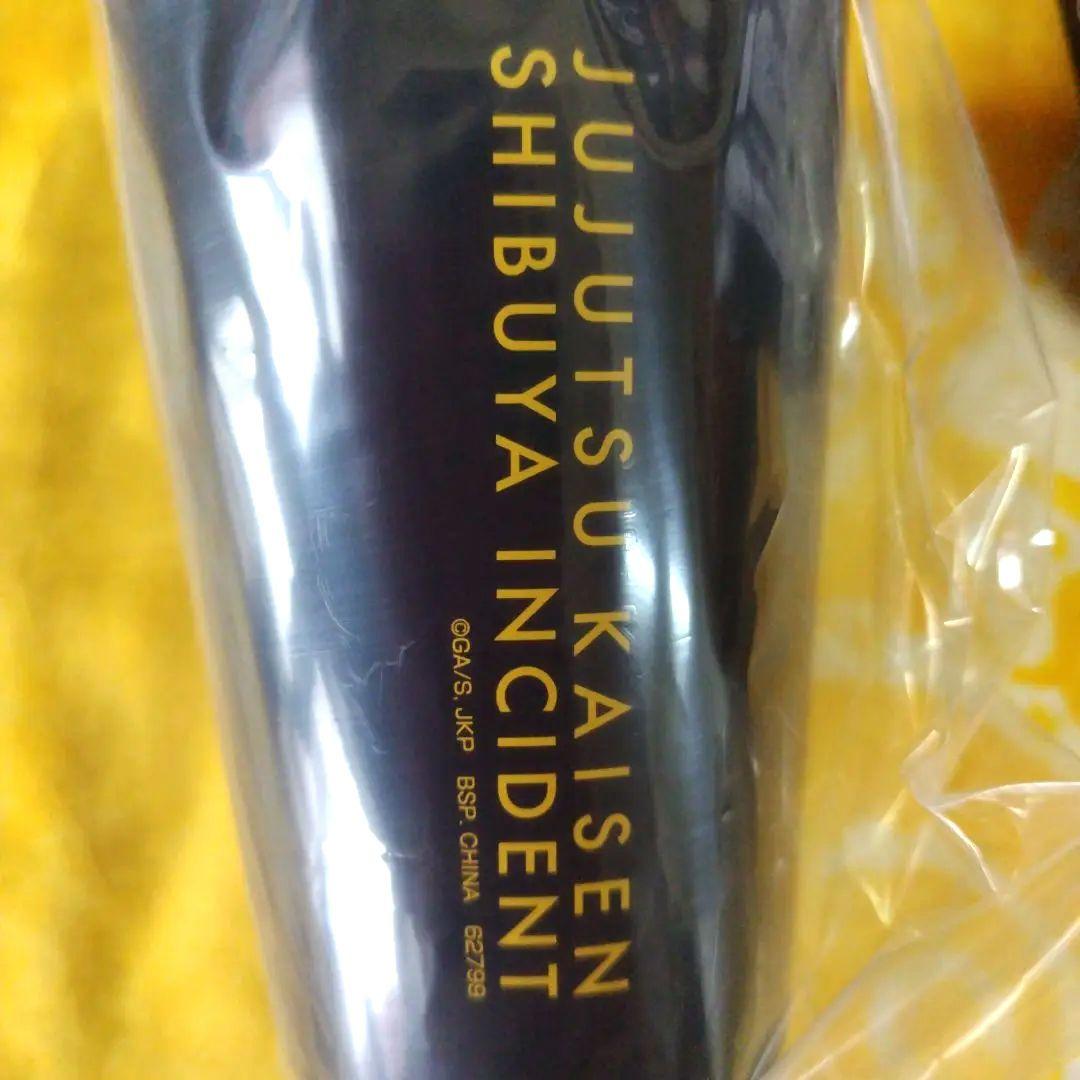 JUJUTSU KAISEN
SHIBUYA INCIDENT
©GA/S, JKP BSP. CHINA 62799